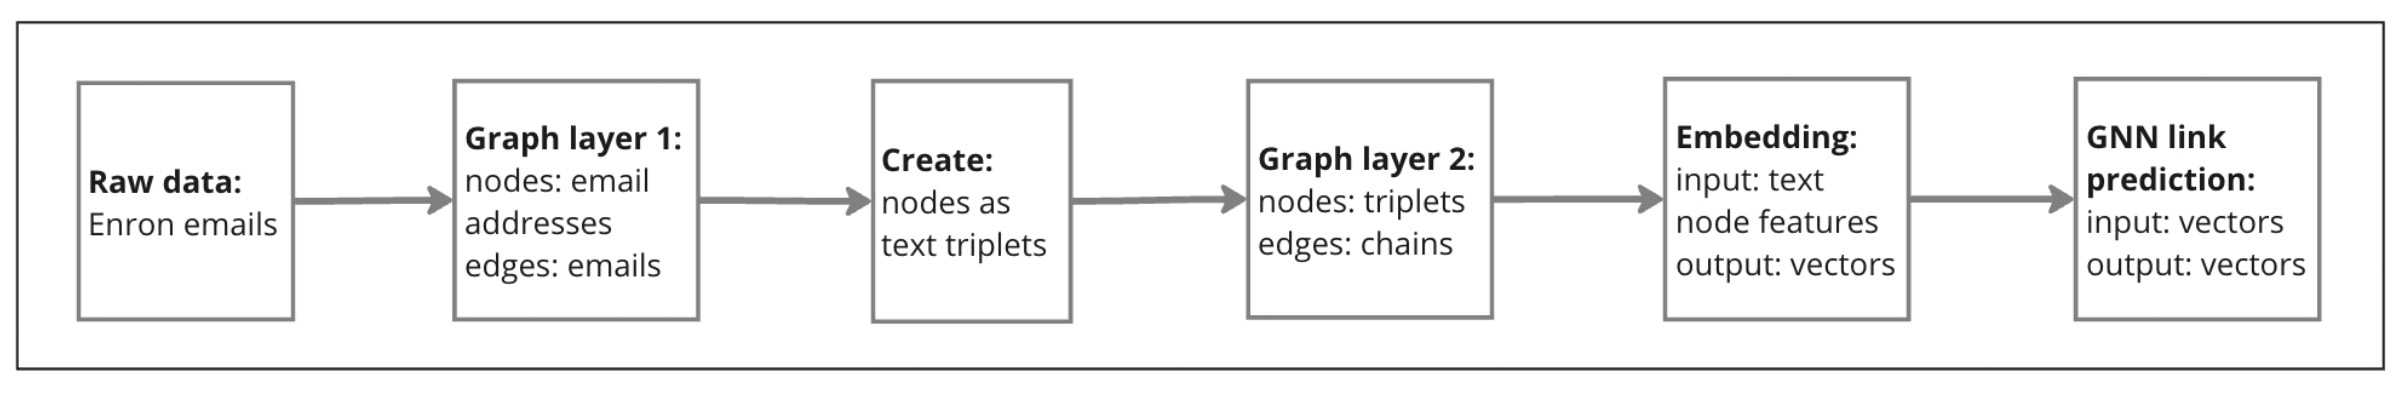 Raw data:
Enron emails
Graph layer 1:
nodes: email
addresses
edges: emails
Create:
nodes as
text triplets
Graph layer 2:
nodes: triplets
edges: chains
Embedding:
input: text
node features
output: vectors
GNN link
prediction:
input: vectors
output: vectors